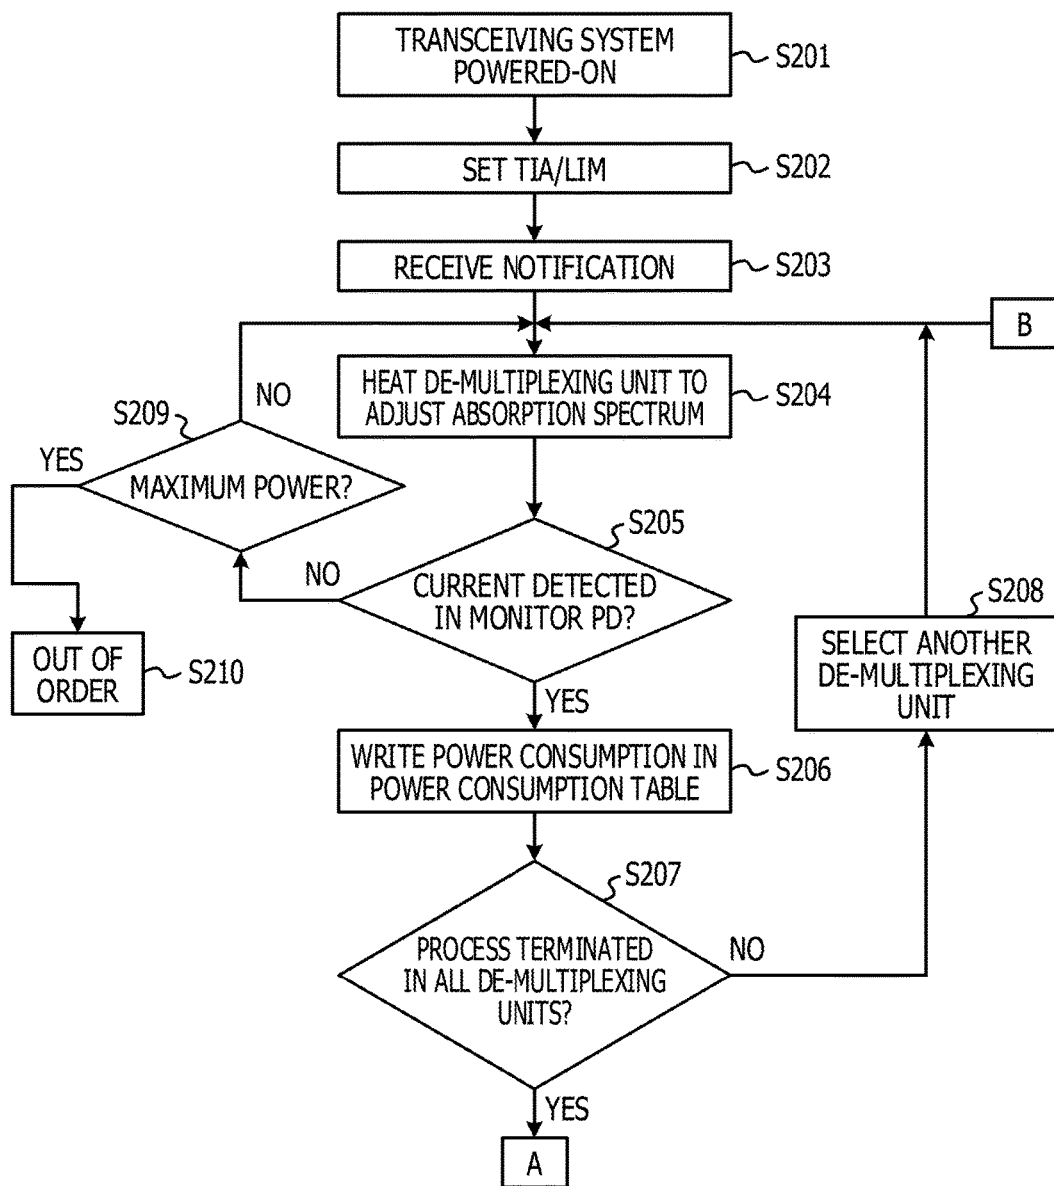 TRANSCEIVING SYSTEM
POWERED-ON
S201
SET TIA/LIM
S202
RECEIVE NOTIFICATION
S203
B
HEAT DE-MULTIPLEXING UNIT TO
ADJUST ABSORPTION SPECTRUM
S204
NO
S209
YES
MAXIMUM POWER?
S205
NO
CURRENT DETECTED
IN MONITOR PD?
S208
SELECT ANOTHER
DE-MULTIPLEXING
UNIT
OUT OF
ORDER
S210
YES
WRITE POWER CONSUMPTION IN
POWER CONSUMPTION TABLE
S206
S207
PROCESS TERMINATED
IN ALL DE-MULTIPLEXING
UNITS?
NO
YES
A